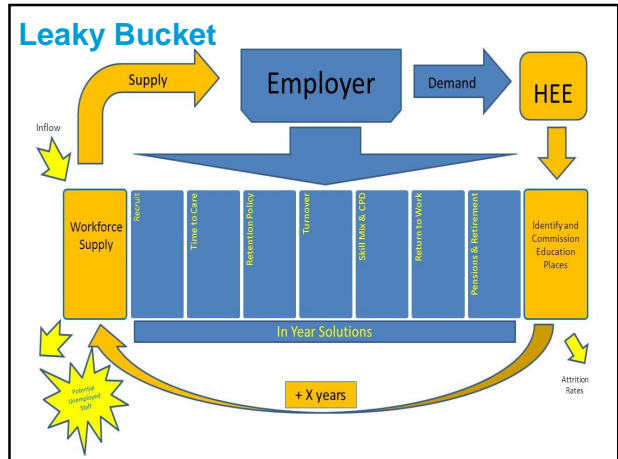 Leaky Bucket
Supply
Employer
Demand
HEE
Inflow
Workforce
Supply
Recruit
Time to Care
Retention Policy
Turnover
Skill Mix & CPD
Return to Work
Pensions & Retirement
Identify and
Commission
Education
Places
In Year Solutions
Potential
Unemployed
Staff
+ X years
Attrition
Rates